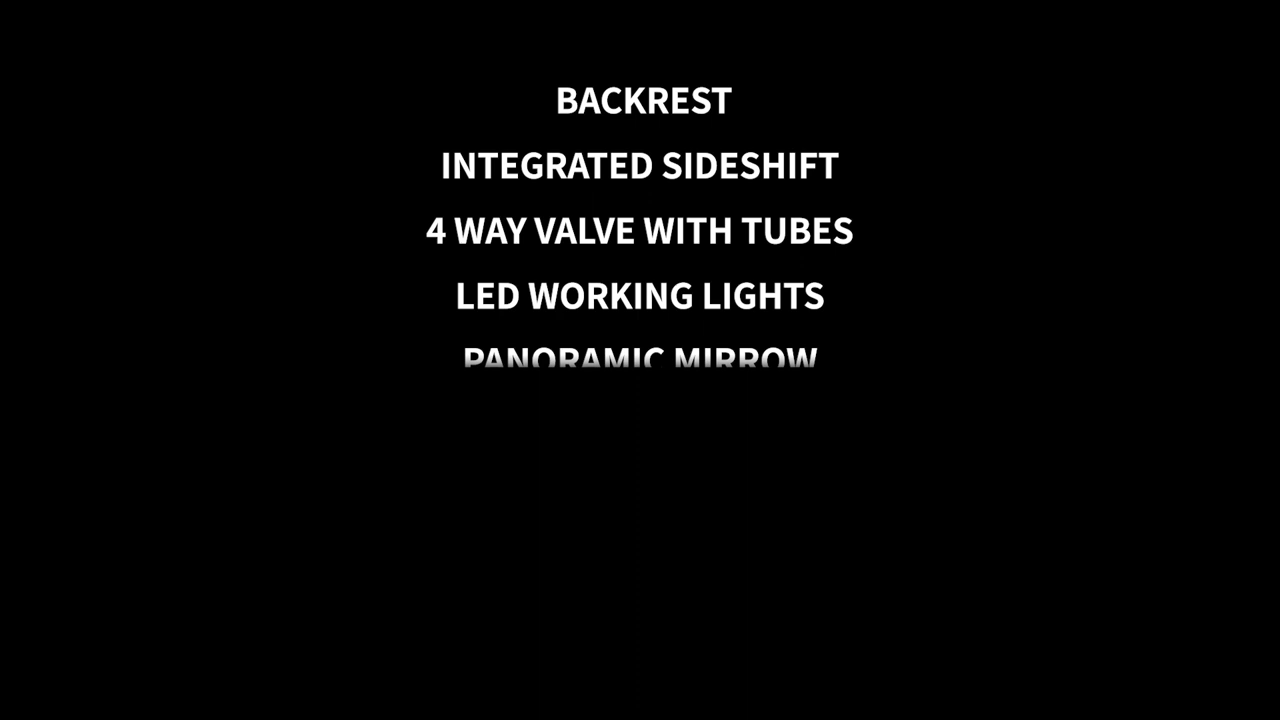 BACKREST
INTEGRATED SIDESHIFT
4 WAY VALVE WITH TUBES
LED WORKING LIGHTS
PANORAMIC MIRROW